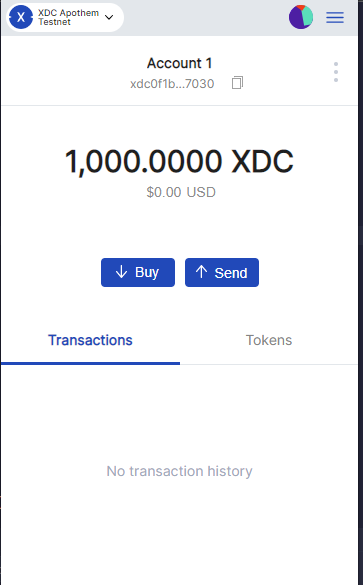 X
XDC Apothem
Testnet
Account 1
xdc0f1b...7030
1,000.0000 XDC
$0.00 USD
Buy
Send
Transactions
Tokens
No transaction history